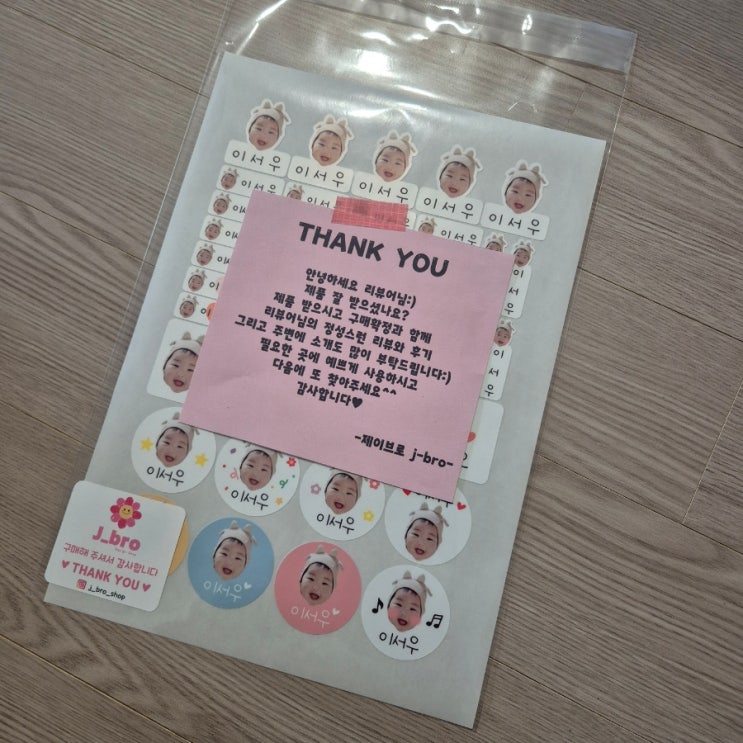 이서우
이서우
이서우
이서우
이서우
THANK YOU
안녕하세요 리뷰어님:)
제품 잘 받으셨나요?
제품 받으시고 구매확정과 함께
리뷰어님의 정성스런 리뷰와 후기
그리고 주변에 소개도 많이 부탁드립니다:)
필요한 곳에 예쁘게 사용하시고
다음에 또 찾아주세요^^
감사합니다♥
-제이브로 j-bro-
이서우
이서우
이서우
이서우
이서우
이서우
이서우
J_bro
구매해 주셔서 감사합니다
♥ THANK YOU ♥
j_bro_shop